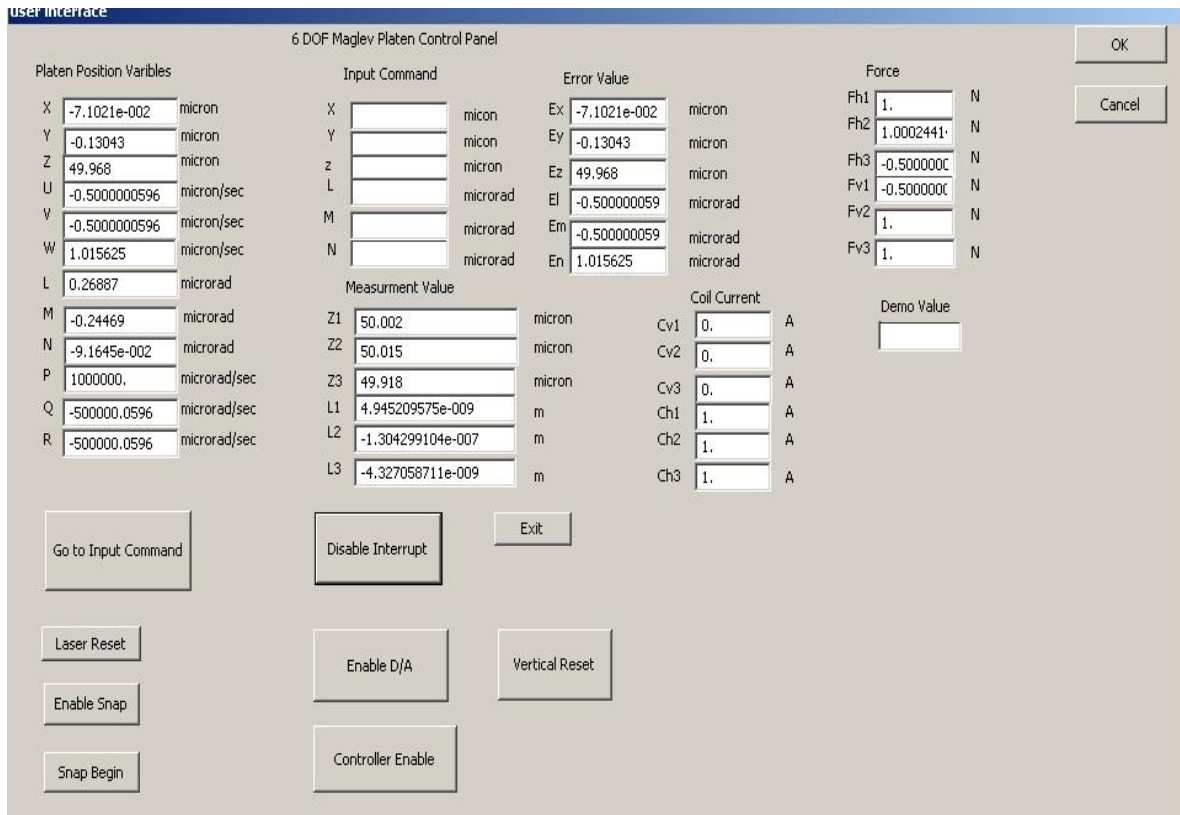 user interface
6 DOF Maglev Platen Control Panel
OK
Cancel
Platen Position Varibles
X -7.1021e-002 micron
Y -0.13043 micron
Z 49.968 micron
U -0.5000000596 micron/sec
V -0.5000000596 micron/sec
W 1.015625 micron/sec
L 0.26887 microrad
M -0.24469 microrad
N -9.1645e-002 microrad
P 1000000. microrad/sec
Q -500000.0596 microrad/sec
R -500000.0596 microrad/sec
Input Command
X micon
Y micon
z micron
L microrad
M microrad
N microrad
Error Value
Ex -7.1021e-002 micron
Ey -0.13043 micron
Ez 49.968 micron
El -0.500000059 microrad
Em -0.500000059 microrad
En 1.015625 microrad
Force
Fh1 1. N
Fh2 1.0002441 N
Fh3 -0.5000000 N
Fv1 -0.5000000 N
Fv2 1. N
Fv3 1. N
Measurment Value
Z1 50.002 micron
Z2 50.015 micron
Z3 49.918 micron
L1 4.945209575e-009 m
L2 -1.304299104e-007 m
L3 -4.327058711e-009 m
Coil Current
Cv1 0. A
Cv2 0. A
Cv3 0. A
Ch1 1. A
Ch2 1. A
Ch3 1. A
Demo Value
Go to Input Command
Disable Interrupt
Exit
Laser Reset
Enable D/A
Vertical Reset
Enable Snap
Controller Enable
Snap Begin